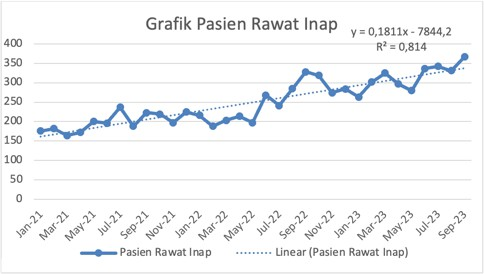 Grafik Pasien Rawat Inap
y = 0,1811x - 7844,2
R² = 0,814
400
350
300
250
200
150
100
50
0
Jan-21
Mar-21
May-21
Jul-21
Sep-21
Nov-21
Jan-22
Mar-22
May-22
Jul-22
Sep-22
Nov-22
Jan-23
Mar-23
May-23
Jul-23
Sep-23
Pasien Rawat Inap
Linear (Pasien Rawat Inap)